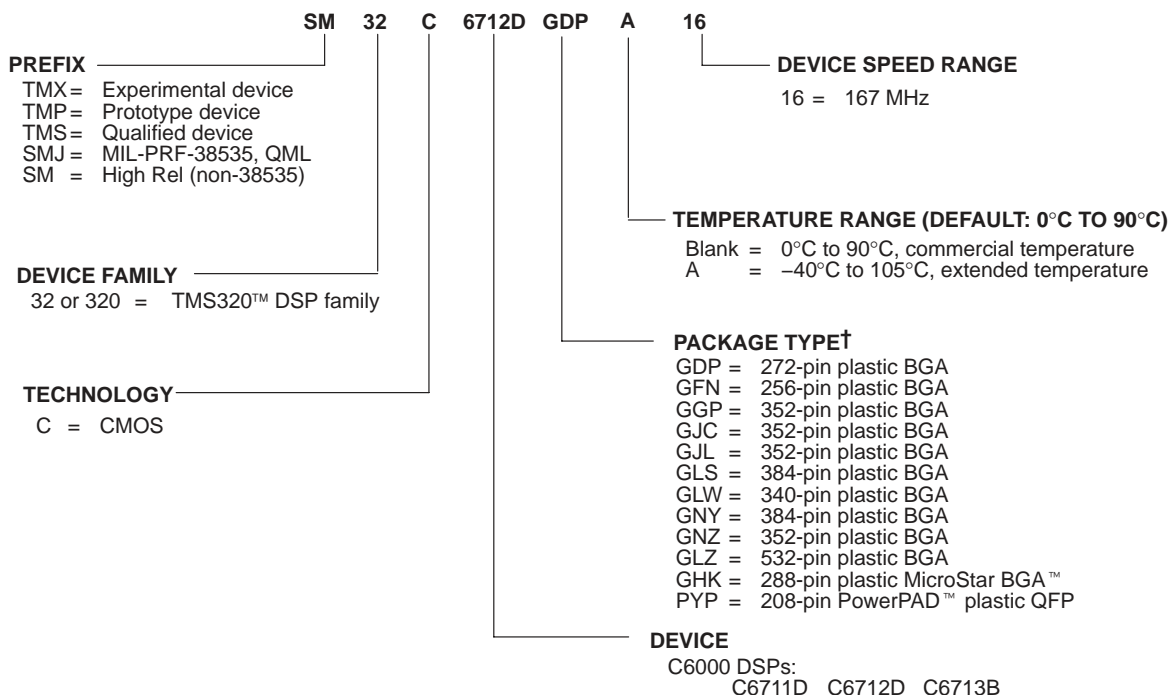 SM 32 C 6712D GDP A 16
PREFIX
TMX = Experimental device
TMP = Prototype device
TMS = Qualified device
SMJ = MIL-PRF-38535, QML
SM = High Rel (non-38535)
DEVICE SPEED RANGE
16 = 167 MHz
TEMPERATURE RANGE (DEFAULT: 0°C TO 90°C)
Blank = 0°C to 90°C, commercial temperature
A = −40°C to 105°C, extended temperature
DEVICE FAMILY
32 or 320 = TMS320™ DSP family
PACKAGE TYPE†
GDP = 272-pin plastic BGA
GFN = 256-pin plastic BGA
GGP = 352-pin plastic BGA
GJC = 352-pin plastic BGA
GJL = 352-pin plastic BGA
GLS = 384-pin plastic BGA
GLW = 340-pin plastic BGA
GNY = 384-pin plastic BGA
GNZ = 352-pin plastic BGA
GLZ = 532-pin plastic BGA
GHK = 288-pin plastic MicroStar BGA™
PYP = 208-pin PowerPAD™ plastic QFP
TECHNOLOGY
C = CMOS
DEVICE
C6000 DSPs:
C6711D C6712D C6713B